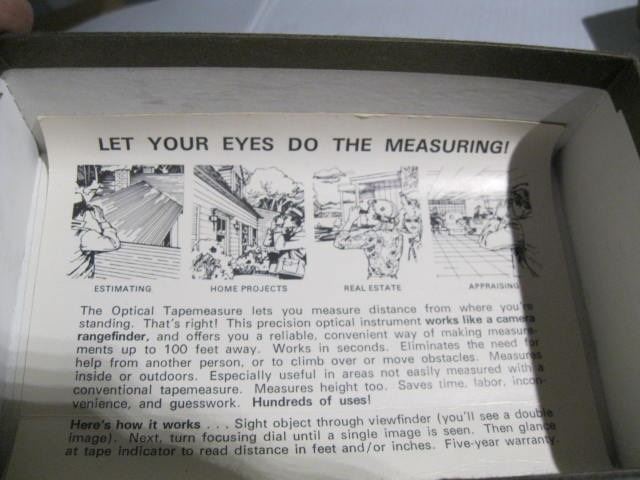 LET YOUR EYES DO THE MEASURING!
ESTIMATING
HOME PROJECTS
REAL ESTATE
APPRAISING
The Optical Tapemeasure lets you measure distance from where you're
standing. That's right! This precision optical instrument works like a camera
rangefinder, and offers you a reliable, convenient way of making measure-
ments up to 100 feet away. Works in seconds. Eliminates the need for
help from another person, or to climb over or move obstacles. Measures
inside or outdoors. Especially useful in areas not easily measured with a
conventional tapemeasure. Measures height too. Saves time, labor, incon-
venience, and guesswork. Hundreds of uses!
Here's how it works . . . Sight object through viewfinder (you'll see a double
image). Next, turn focusing dial until a single image is seen. Then glance
at tape indicator to read distance in feet and/or inches. Five-year warranty.